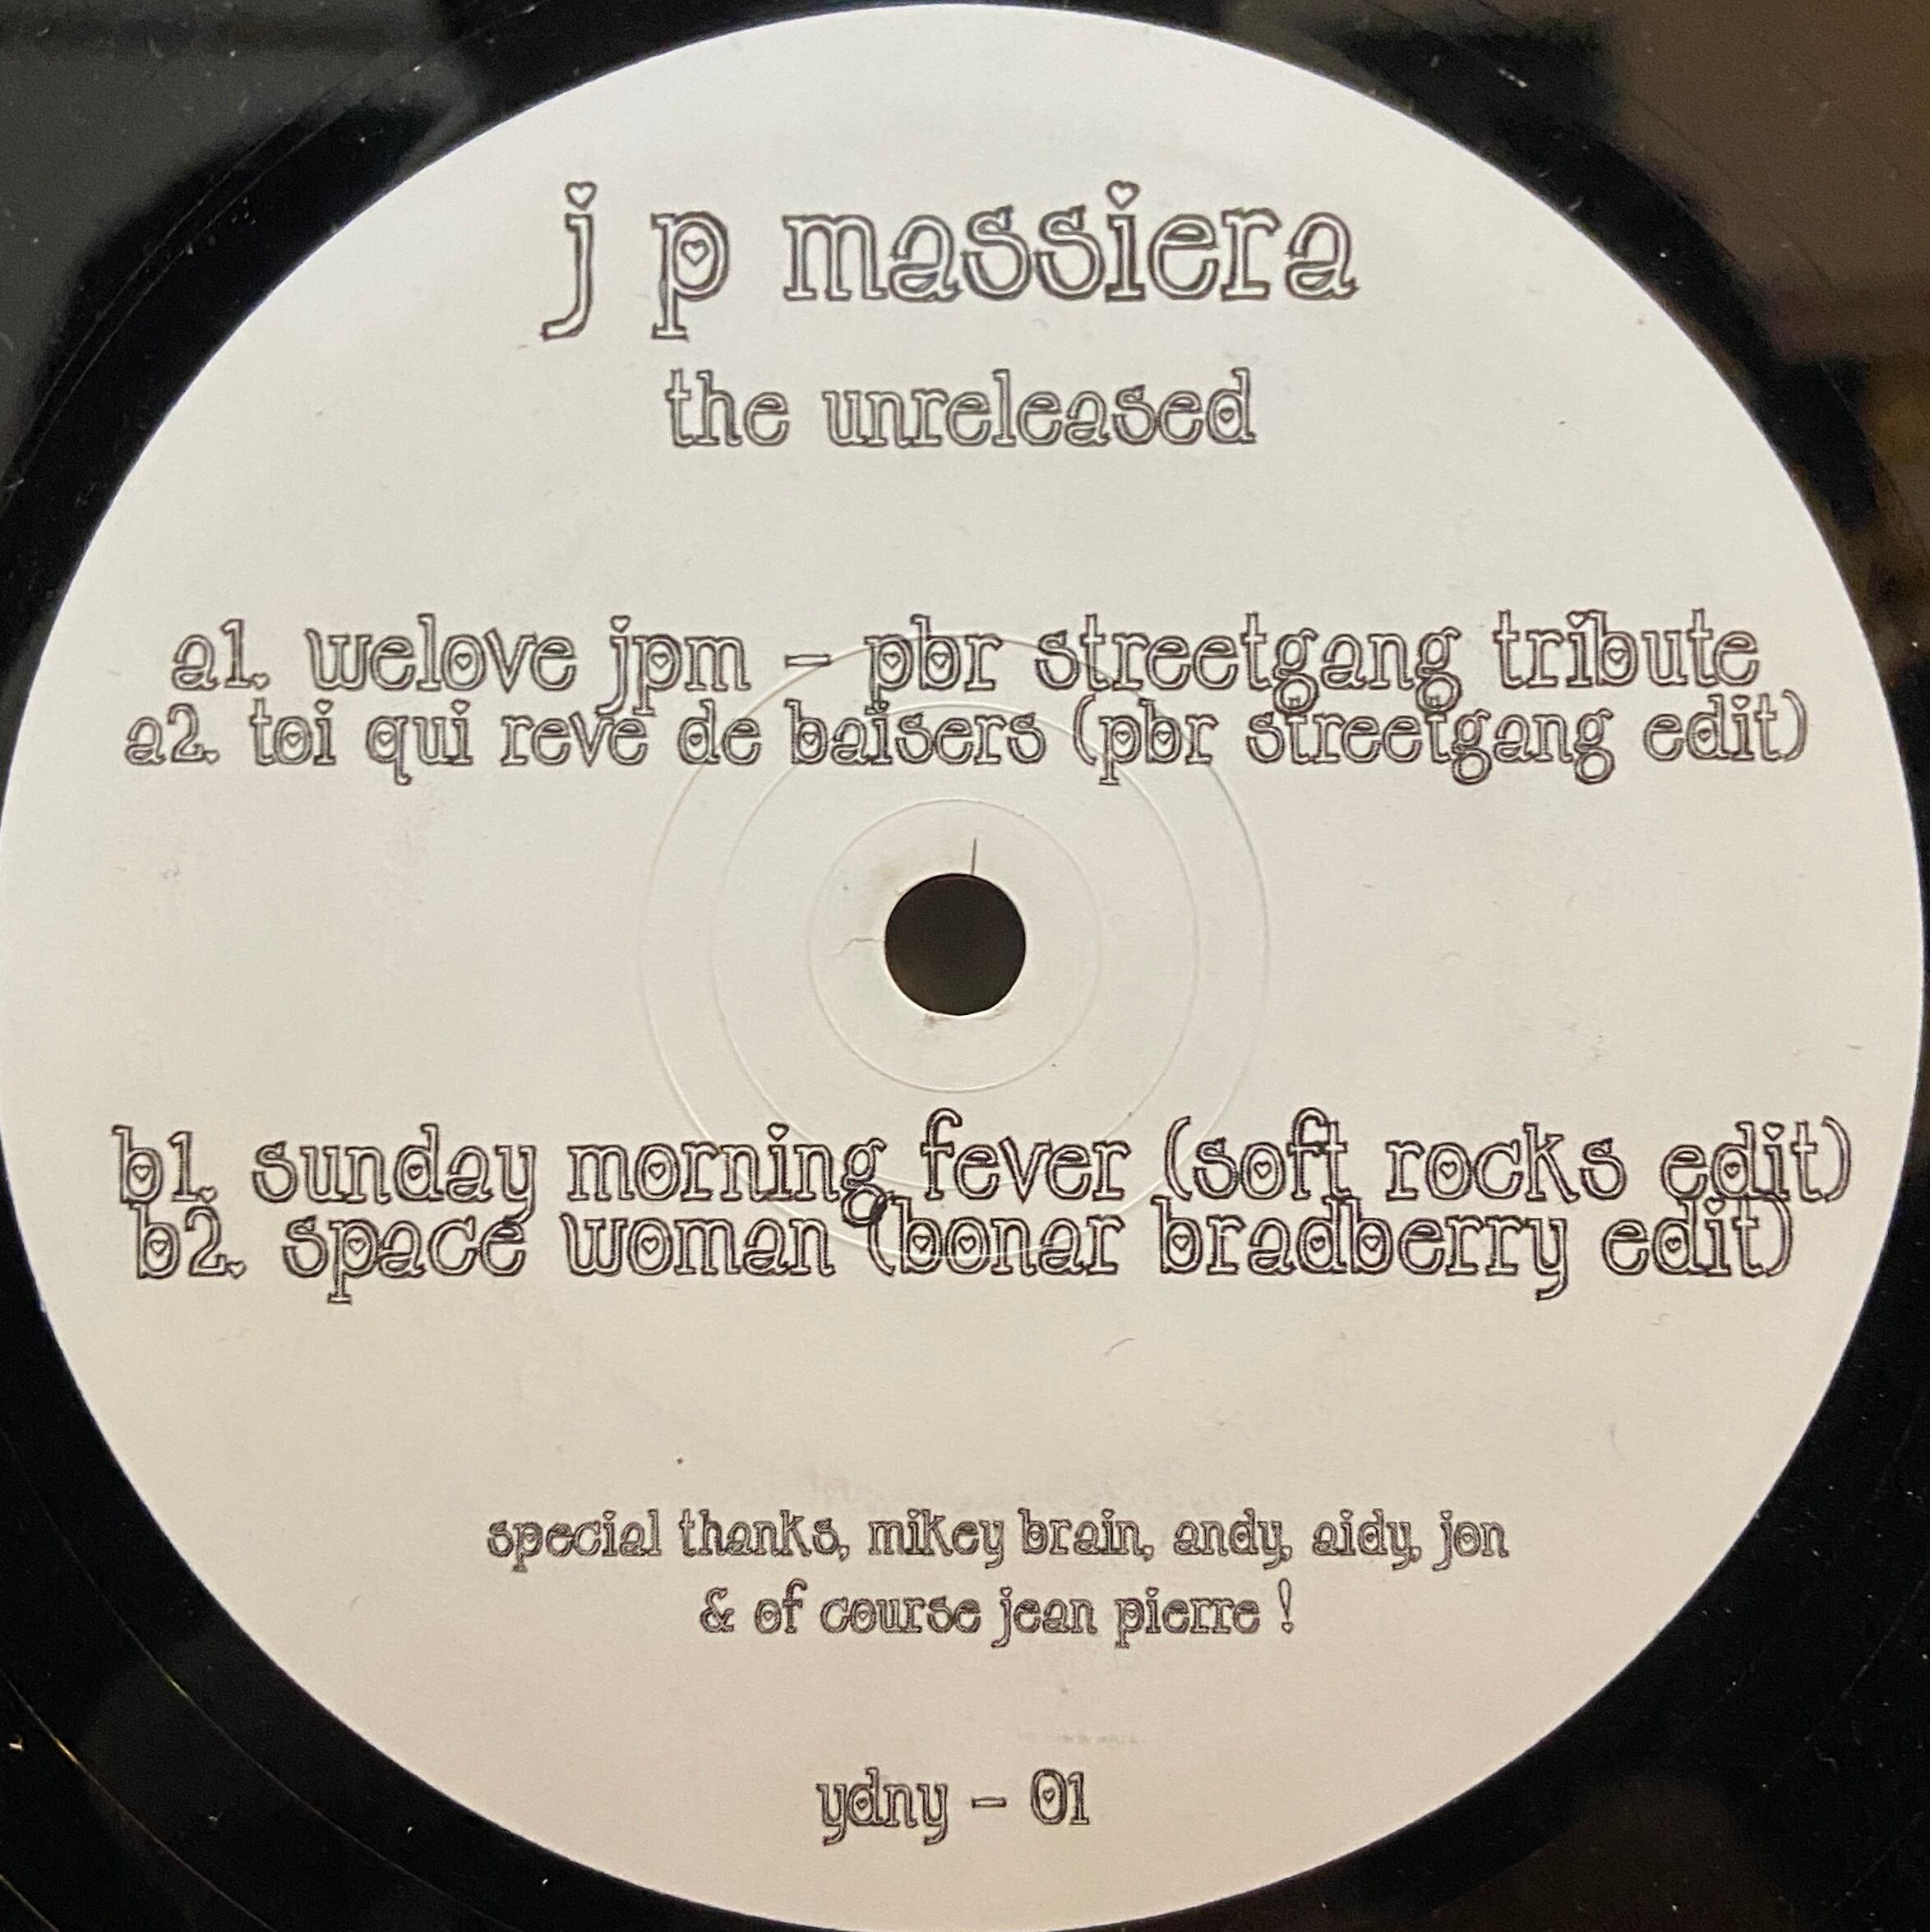 j p massiera
the unreleased
a1. welove jpm - pbr streetgang tribute
a2. toi qui reve de baisers (pbr streetgang edit)
b1. sunday morning fever (soft rocks edit)
b2. space woman (bonar bradberry edit)
special thanks, mikey brain, andy, aidy, jon
& of course jean pierre !
ydny - 01